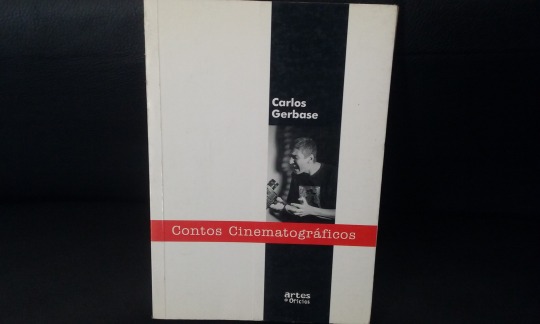 Carlos
Gerbase
Contos Cinematográficos
artes
e Ofícios